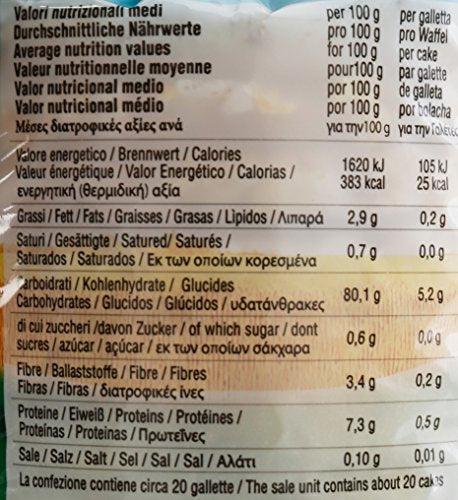 Valori nutrizionali medi per 100 g per galletta
Durchschnittliche Nährwerte pro 100 g pro Waffel
Average nutrition values for 100 g per cake
Valeur nutritionnelle moyenne pour100 g par galette
Valor nutricional medio por 100 g de galleta
Valor nutricional médio por 100 g por bolacha
Μέσες διατροφικές αξίες ανά για την100 g για την
Valore energetico / Brennwert / Calories 1620 kJ 105 kJ
Valeur énergétique / Valor Energético / Calorias / 383 kcal 25 kcal
ενεργητική (θερμιδική) αξία
Grassi / Fett / Fats / Graisses / Grasas / Lìpidos / Λιπαρά 2,9 g 0,2 g
Saturi / Gesättigte / Satured/ Saturés / 0,7 g 0,0 g
Saturados / Saturados / Εκ των οποίων κορεσμένα
arboidrati / Kohlenhydrate / Glucides 80,1 g 5,2 g
Carbohydrates / Glucidos / Glúcidos / υδατάνθρακες
di cui zuccheri /davon Zucker / of which sugar / dont 0,6 g 0,0 g
sucres / azúcar / açúcar / εκ των οποίων σάκχαρα
Fibre / Ballaststoffe / Fibre / Fibres 3,4 g 0,2 g
Fibras / Fibras / διατροφικές ίνες
Proteine / Eiweiß / Proteins / Protéines / 7,3 g 0,5 g
Proteínas / Proteinas / Πρωτεΐνες
Sale / Salz / Salt / Sel / Sal / Sal / Αλάτι 0,10 g 0,01 g
La confezione contiene circa 20 gallette / The sale unit contains about 20 cakes